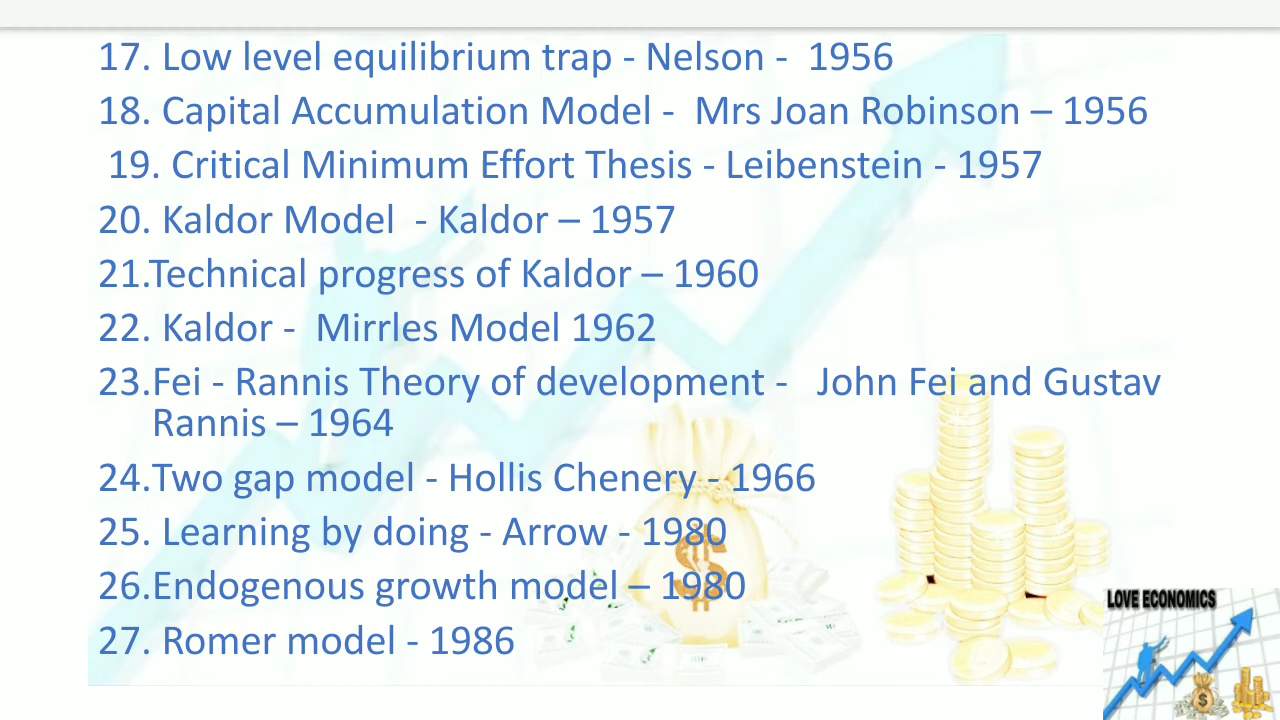 17. Low level equilibrium trap - Nelson -  1956
18. Capital Accumulation Model -  Mrs Joan Robinson – 1956
19. Critical Minimum Effort Thesis - Leibenstein - 1957
20. Kaldor Model  - Kaldor – 1957
21.Technical progress of Kaldor – 1960
22. Kaldor -  Mirrles Model 1962
23.Fei - Rannis Theory of development -   John Fei and Gustav
Rannis – 1964
24.Two gap model - Hollis Chenery - 1966
25. Learning by doing - Arrow - 1980
26.Endogenous growth model – 1980
27. Romer model - 1986
LOVE ECONOMICS